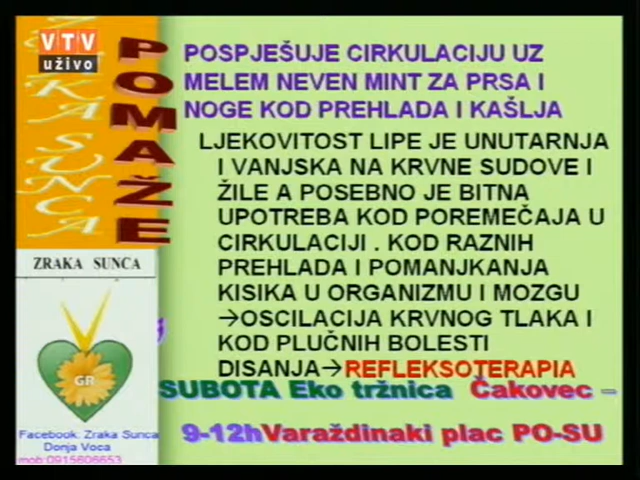 VTV
uživo
ZRAKA SUNCA
POMAŽE
POSPJEŠUJE CIRKULACIJU UZ
MELEM NEVEN MINT ZA PRSA I
NOGE KOD PREHLADA I KAŠLJA
LJEKOVITOST LIPE JE UNUTARNJA
I VANJSKA NA KRVNE SUDOVE I
ŽILE A POSEBNO JE BITNA
UPOTREBA KOD POREMEČAJA U
CIRKULACIJI . KOD RAZNIH
PREHLADA I POMANJKANJA
KISIKA U ORGANIZMU I MOZGU
→OSCILACIJA KRVNOG TLAKA I
KOD PLUČNIH BOLESTI
DISANJA→REFLEKSOTERAPIA
SUBOTA Eko tržnica Čakovec –
9-12hVaraždinaki plac PO-SU
ZRAKA SUNCA
GR
Facebook: Zraka Sunca
Donja Voca
mob:0915606653